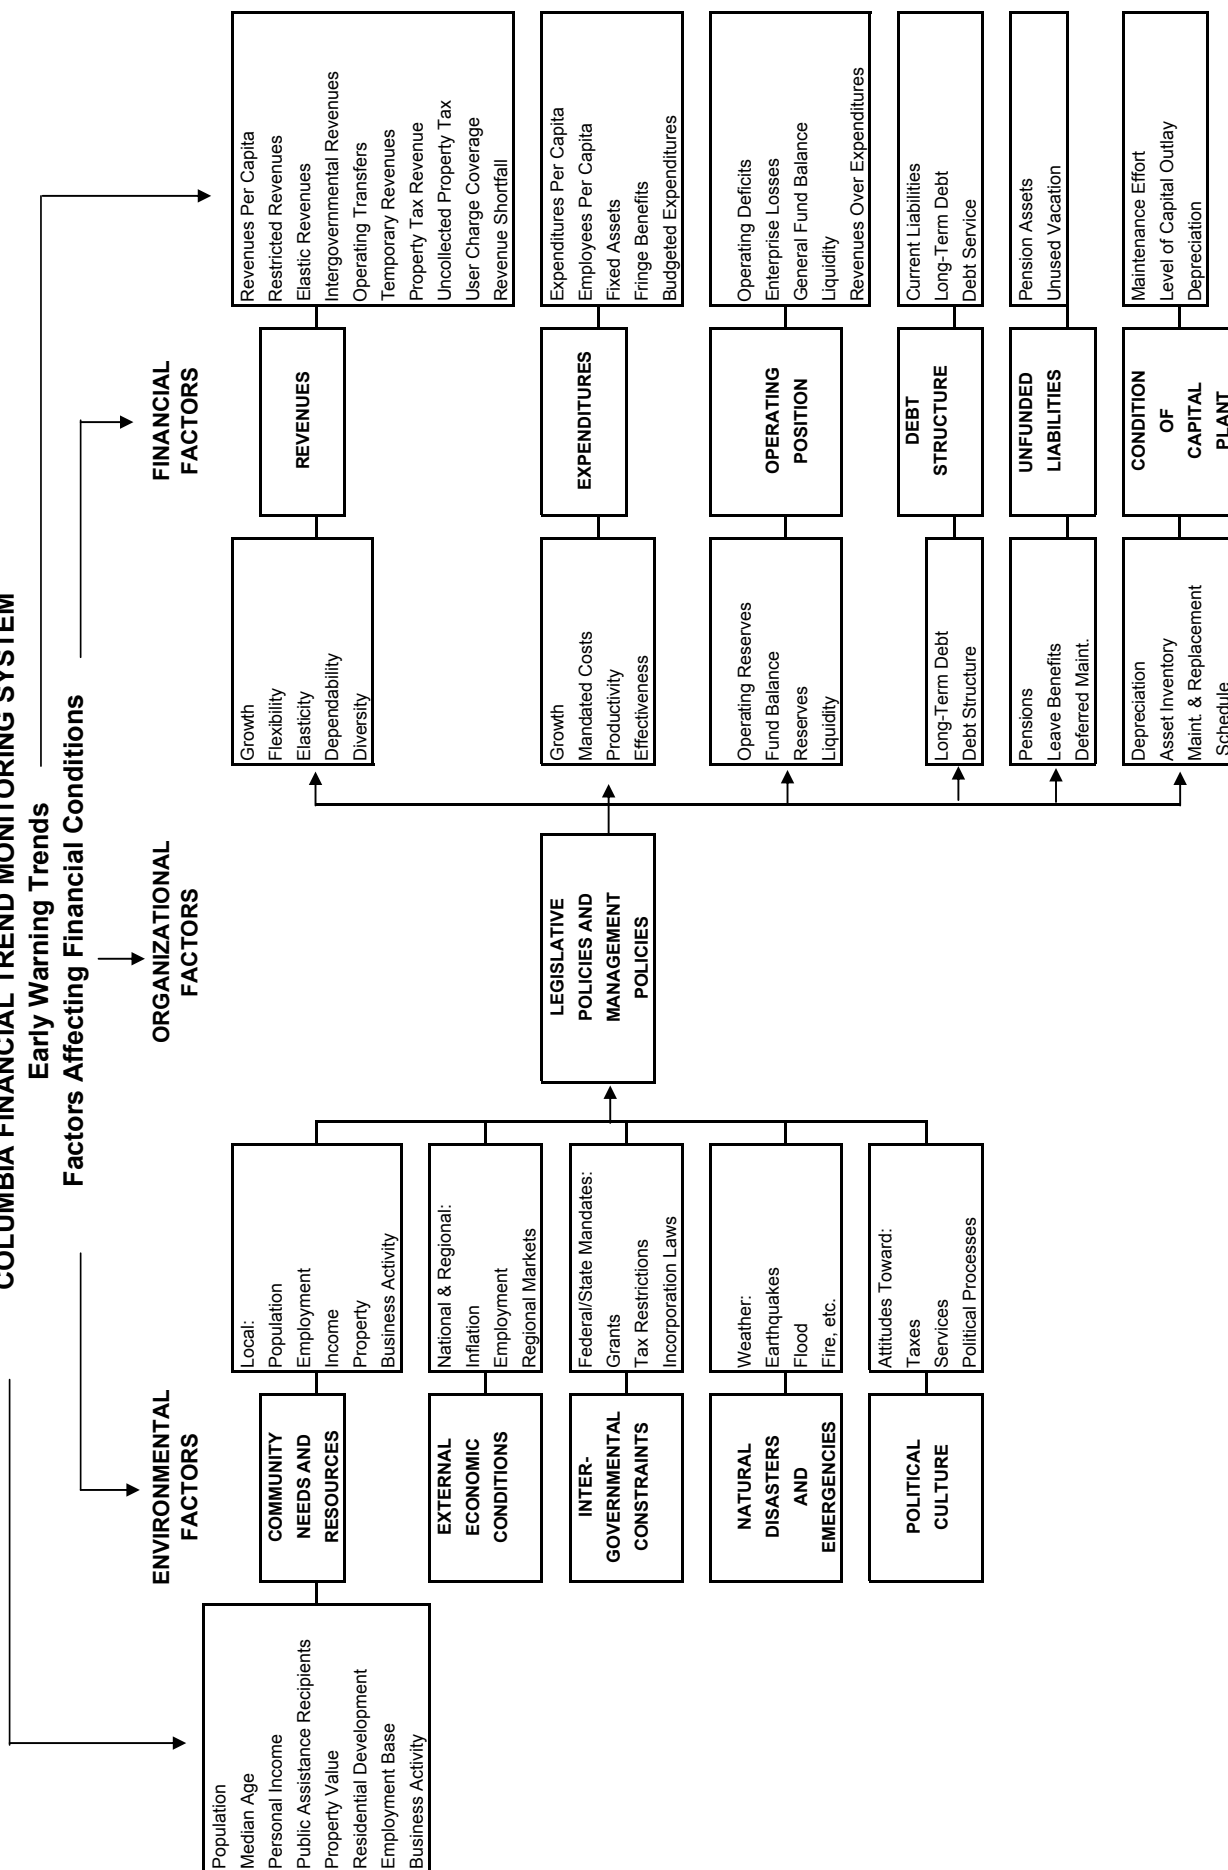 COLUMBIA FINANCIAL TREND MONITORING SYSTEM
Early Warning Trends
Factors Affecting Financial Conditions
ENVIRONMENTAL
FACTORS
ORGANIZATIONAL
FACTORS
FINANCIAL
FACTORS
Population
Median Age
Personal Income
Public Assistance Recipients
Property Value
Residential Development
Employment Base
Business Activity
COMMUNITY
NEEDS AND
RESOURCES
Local:
Population
Employment
Income
Property
Business Activity
EXTERNAL
ECONOMIC
CONDITIONS
National & Regional:
Inflation
Employment
Regional Markets
INTER-
GOVERNMENTAL
CONSTRAINTS
Federal/State Mandates:
Grants
Tax Restrictions
Incorporation Laws
NATURAL
DISASTERS
AND
EMERGENCIES
Weather:
Earthquakes
Flood
Fire, etc.
POLITICAL
CULTURE
Attitudes Toward:
Taxes
Services
Political Processes
LEGISLATIVE
POLICIES AND
MANAGEMENT
POLICIES
Growth
Flexibility
Elasticity
Dependability
Diversity
REVENUES
Revenues Per Capita
Restricted Revenues
Elastic Revenues
Intergovernmental Revenues
Operating Transfers
Temporary Revenues
Property Tax Revenue
Uncollected Property Tax
User Charge Coverage
Revenue Shortfall
Growth
Mandated Costs
Productivity
Effectiveness
EXPENDITURES
Expenditures Per Capita
Employees Per Capita
Fixed Assets
Fringe Benefits
Budgeted Expenditures
Operating Reserves
Fund Balance
Reserves
Liquidity
OPERATING
POSITION
Operating Deficits
Enterprise Losses
General Fund Balance
Liquidity
Revenues Over Expenditures
Long-Term Debt
Debt Structure
DEBT
STRUCTURE
Current Liabilities
Long-Term Debt
Debt Service
Pensions
Leave Benefits
Deferred Maint.
UNFUNDED
LIABILITIES
Pension Assets
Unused Vacation
Depreciation
Asset Inventory
Maint. & Replacement
Schedule
CONDITION
OF
CAPITAL
PLANT
Maintenance Effort
Level of Capital Outlay
Depreciation